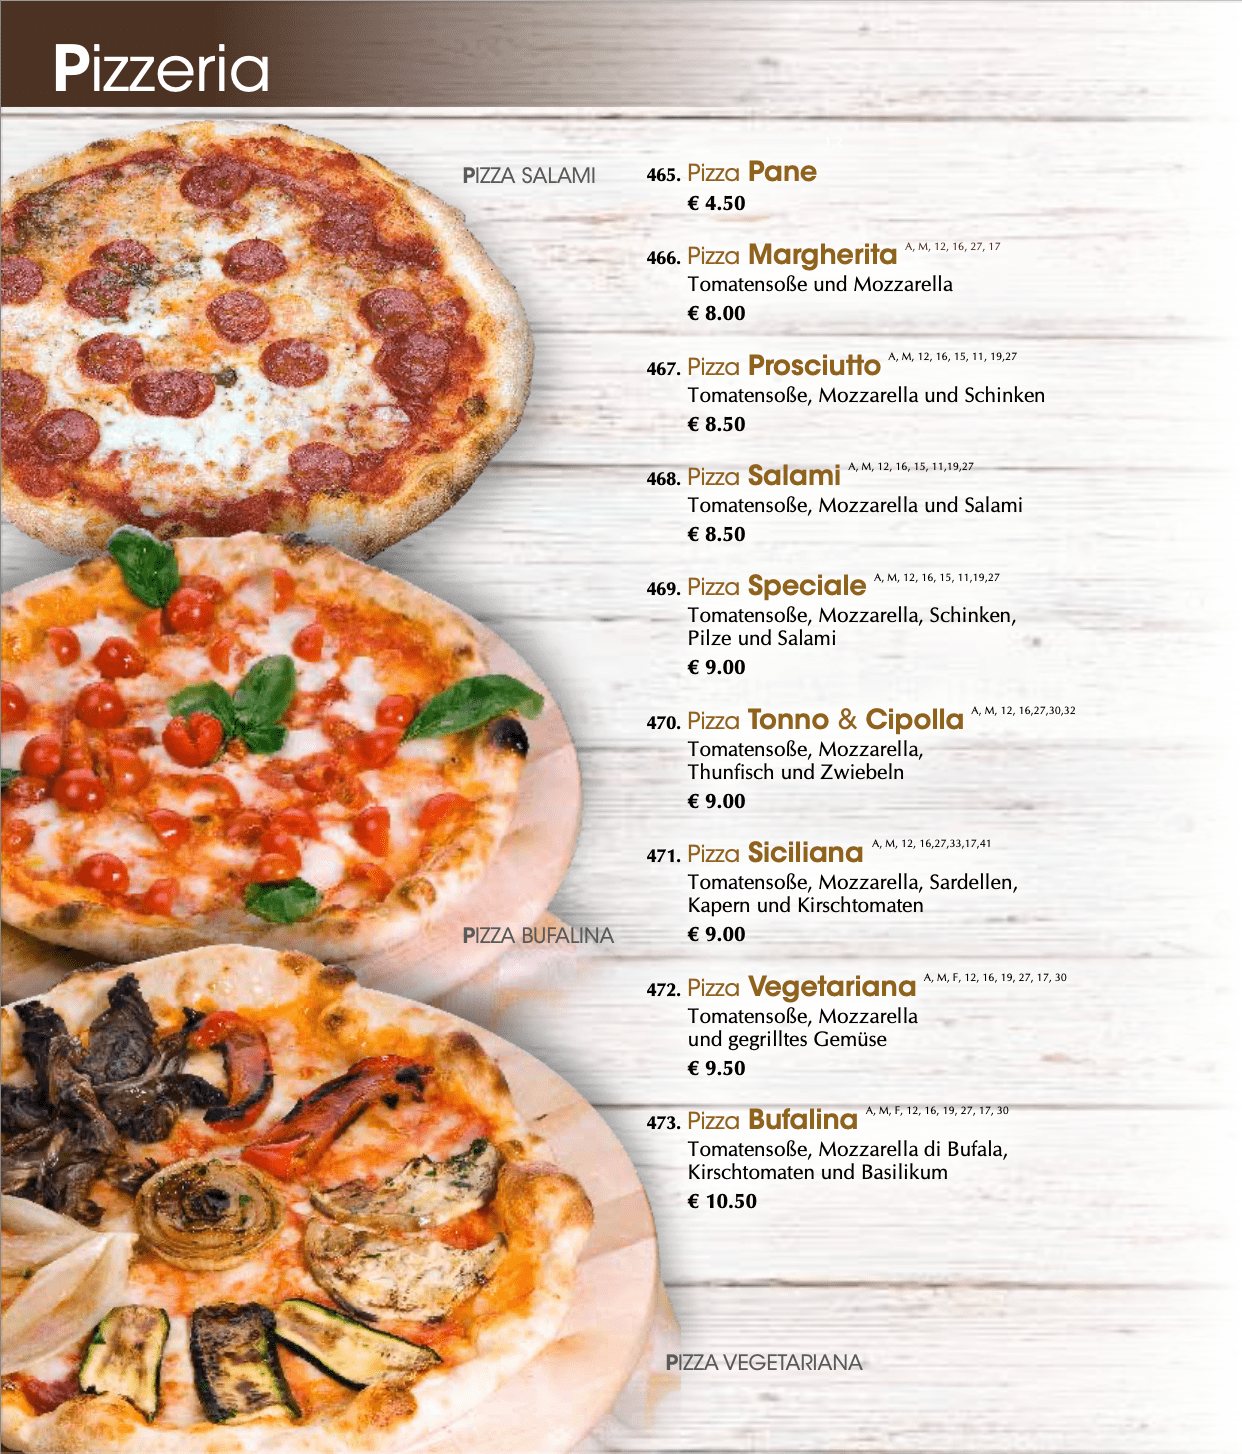 Pizzeria
PIZZA SALAMI
465. Pizza Pane
€ 4.50
466. Pizza Margherita A, M, 12, 16, 27, 17
Tomatensoße und Mozzarella
€ 8.00
467. Pizza Prosciutto A, M, 12, 16, 15, 11, 19,27
Tomatensoße, Mozzarella und Schinken
€ 8.50
468. Pizza Salami A, M, 12, 16, 15, 11,19,27
Tomatensoße, Mozzarella und Salami
€ 8.50
469. Pizza Speciale A, M, 12, 16, 15, 11,19,27
Tomatensoße, Mozzarella, Schinken,
Pilze und Salami
€ 9.00
470. Pizza Tonno & Cipolla A, M, 12, 16,27,30,32
Tomatensoße, Mozzarella,
Thunfisch und Zwiebeln
€ 9.00
471. Pizza Siciliana A, M, 12, 16,27,33,17,41
Tomatensoße, Mozzarella, Sardellen,
Kapern und Kirschtomaten
€ 9.00
PIZZA BUFALINA
472. Pizza Vegetariana A, M, F, 12, 16, 19, 27, 17, 30
Tomatensoße, Mozzarella
und gegrilltes Gemüse
€ 9.50
473. Pizza Bufalina A, M, F, 12, 16, 19, 27, 17, 30
Tomatensoße, Mozzarella di Bufala,
Kirschtomaten und Basilikum
€ 10.50
PIZZA VEGETARIANA